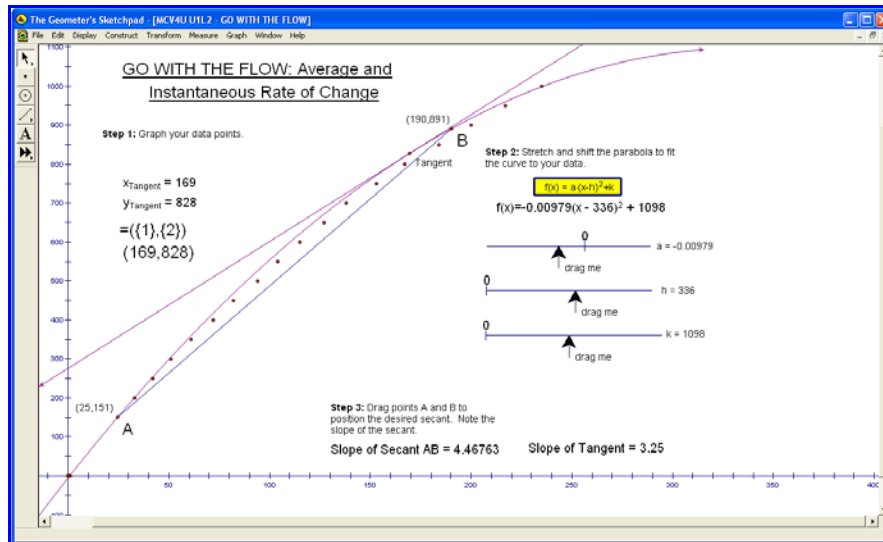 The Geometer's Sketchpad - [MCV4U U1L2 - GO WITH THE FLOW]
File Edit Display Construct Transform Measure Graph Window Help
GO WITH THE FLOW: Average and
Instantaneous Rate of Change
Step 1: Graph your data points.
xTangent = 169
yTangent = 828
=({1},{2})
(169,828)
(190,891)
B
Tangent
Step 2: Stretch and shift the parabola to fit
the curve to your data.
f(x) = a·(x-h)²+k
f(x)=-0.00979(x - 336)² + 1098
0
a = -0.00979
drag me
0
h = 336
drag me
0
k = 1098
drag me
(25,151)
A
Step 3: Drag points A and B to
position the desired secant. Note the
slope of the secant.
Slope of Secant AB = 4.46763
Slope of Tangent = 3.25
1100
1000
900
800
700
600
500
400
300
200
100
50 100 150 200 250 300 350 400
A